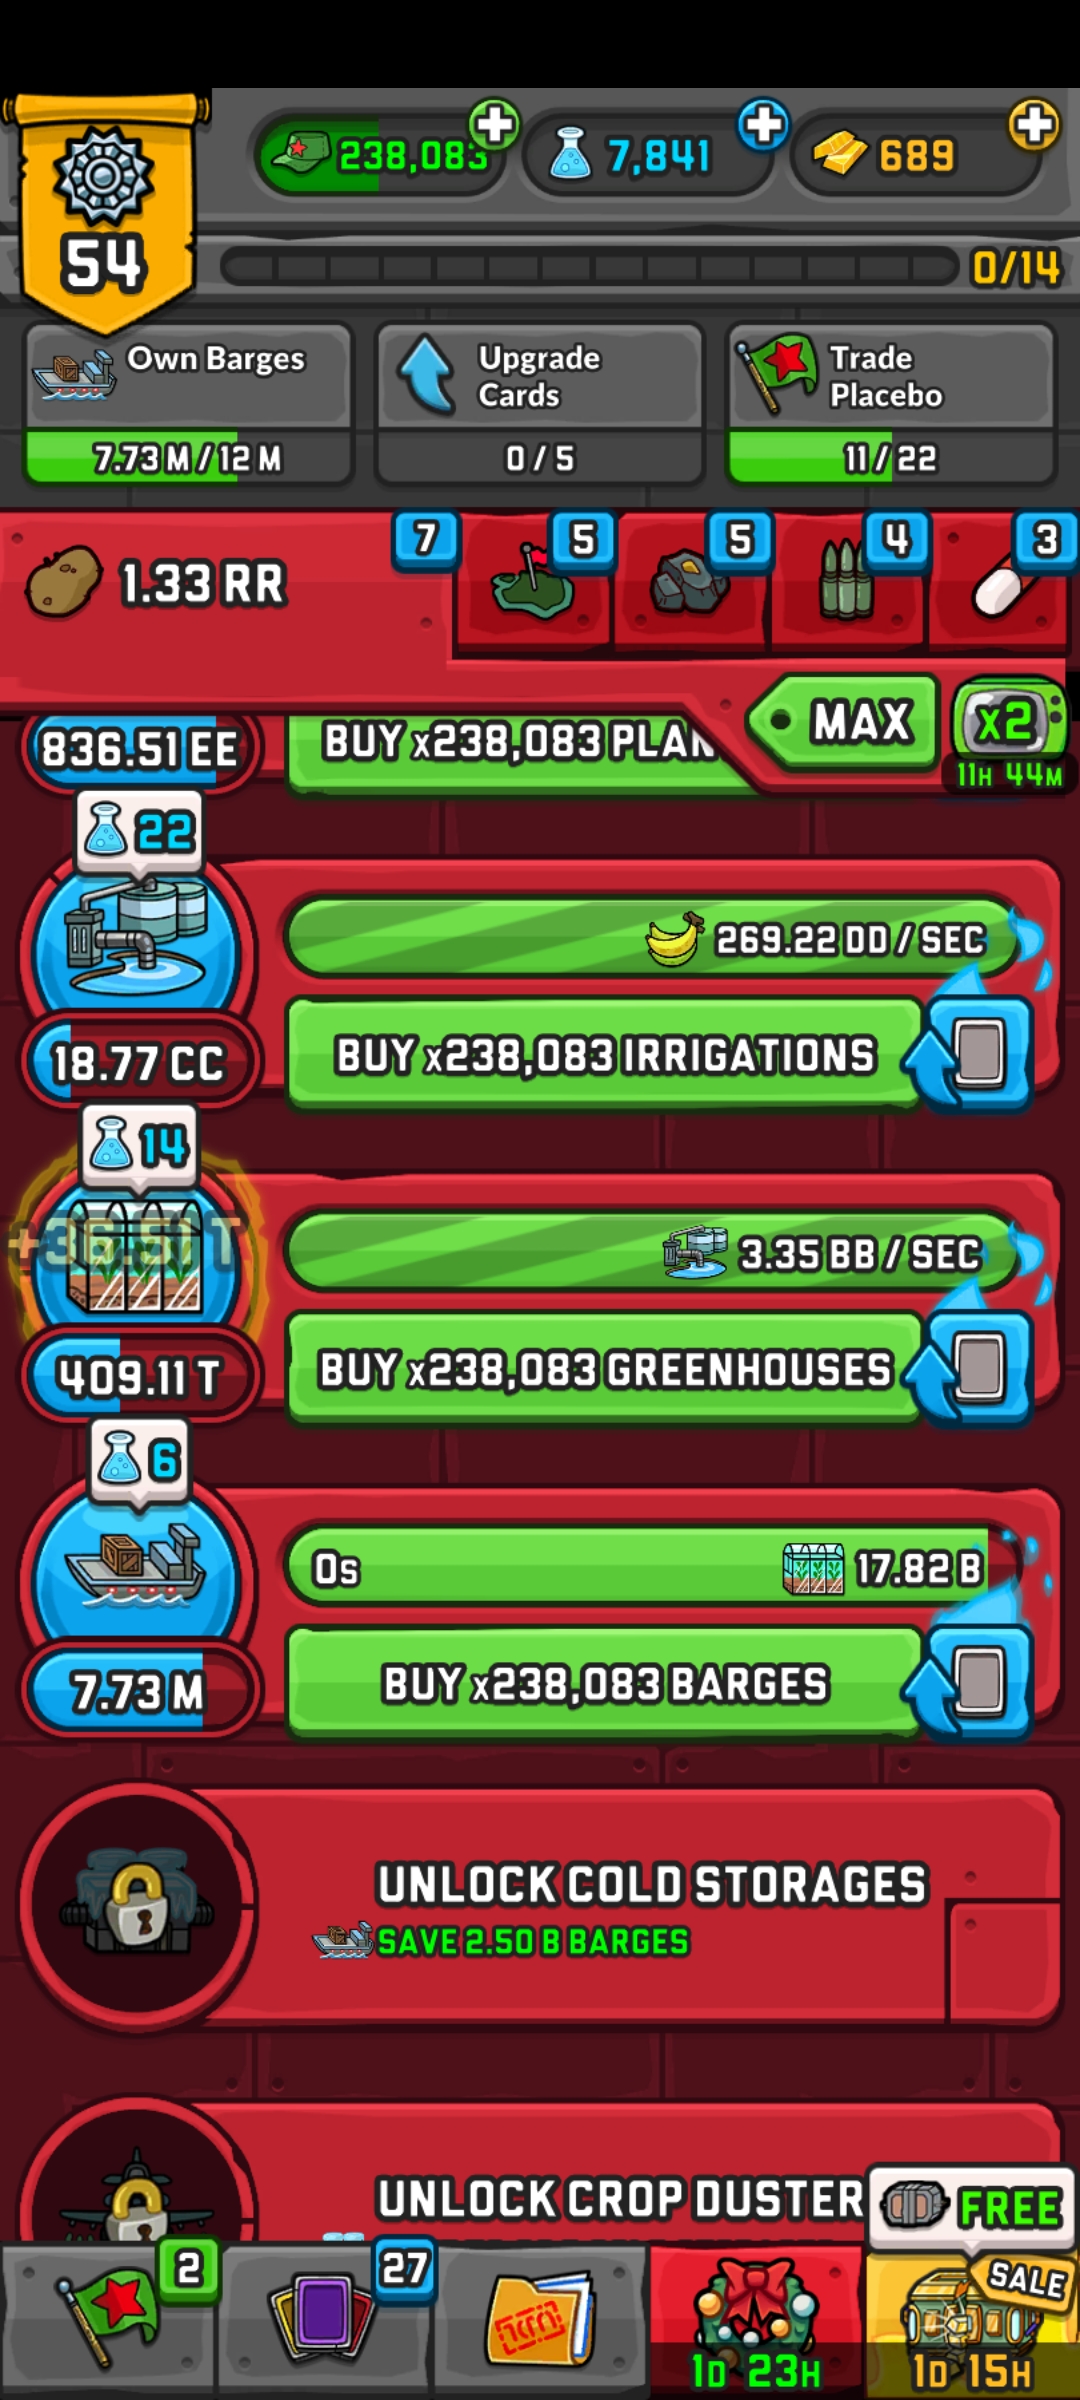 238,083
7,841
689
54
0/14
Own Barges
7.73 M / 12 M
Upgrade
Cards
0 / 5
Trade
Placebo
11 / 22
1.33 RR
7
5
5
4
3
MAX
x2
11H 44M
836.51 EE
BUY x238,083 PLAN
22
269.22 DD / SEC
18.77 CC
BUY x238,083 IRRIGATIONS
14
+36.51 T
3.35 BB / SEC
409.11 T
BUY x238,083 GREENHOUSES
6
0s
17.82 B
7.73 M
BUY x238,083 BARGES
UNLOCK COLD STORAGES
SAVE 2.50 B BARGES
UNLOCK CROP DUSTER
FREE
2
27
SALE
1D 23H
1D 15H